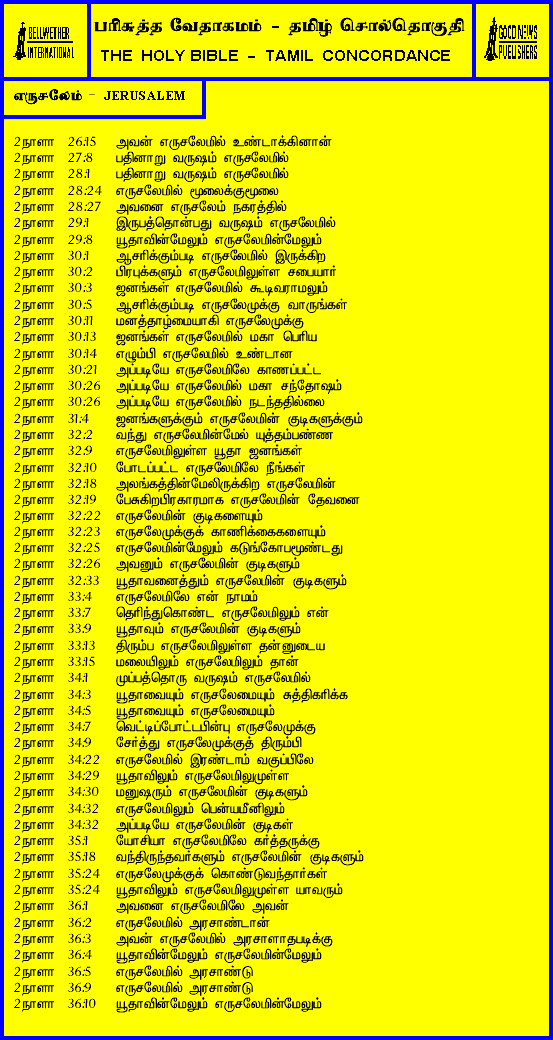 BELLWETHER
INTERNATIONAL
பரிசுத்த வேதாகமம் - தமிழ் சொல்தொகுதி
THE HOLY BIBLE - TAMIL CONCORDANCE
GOOD NEWS
PUBLISHERS
எருசலேம் - JERUSALEM
2நாளா 26:15 அவன் எருசலேமில் உண்டாக்கினான்
2நாளா 27:8 பதினாறு வருஷம் எருசலேமில்
2நாளா 28:1 பதினாறு வருஷம் எருசலேமில்
2நாளா 28:24 எருசலேமில் மூலைக்குமூலை
2நாளா 28:27 அவனை எருசலேம் நகரத்தில்
2நாளா 29:1 இருபத்தொன்பது வருஷம் எருசலேமில்
2நாளா 29:8 யூதாவின்மேலும் எருசலேமின்மேலும்
2நாளா 30:1 ஆசரிக்கும்படி எருசலேமில் இருக்கிற
2நாளா 30:2 பிரபுக்களும் எருசலேமிலுள்ள சபையார்
2நாளா 30:3 ஜனங்கள் எருசலேமில் கூடிவராமலும்
2நாளா 30:5 ஆசரிக்கும்படி எருசலேமுக்கு வாருங்கள்
2நாளா 30:11 மனத்தாழ்மையாகி எருசலேமுக்கு
2நாளா 30:13 ஜனங்கள் எருசலேமில் மகா பெரிய
2நாளா 30:14 எழும்பி எருசலேமில் உண்டான
2நாளா 30:21 அப்படியே எருசலேமிலே காணப்பட்ட
2நாளா 30:26 அப்படியே எருசலேமில் மகா சந்தோஷம்
2நாளா 30:26 அப்படியே எருசலேமில் நடந்ததில்லை
2நாளா 31:4 ஜனங்களுக்கும் எருசலேமின் குடிகளுக்கும்
2நாளா 32:2 வந்து எருசலேமின்மேல் யுத்தம்பண்ண
2நாளா 32:9 எருசலேமிலுள்ள யூதா ஜனங்கள்
2நாளா 32:10 போடப்பட்ட எருசலேமிலே நீங்கள்
2நாளா 32:18 அலங்கத்தின்மேலிருக்கிற எருசலேமின்
2நாளா 32:19 பேசுகிறபிரகாரமாக எருசலேமின் தேவனை
2நாளா 32:22 எருசலேமின் குடிகளையும்
2நாளா 32:23 எருசலேமுக்குக் காணிக்கைகளையும்
2நாளா 32:25 எருசலேமின்மேலும் கடுங்கோபமூண்டது
2நாளா 32:26 அவனும் எருசலேமின் குடிகளும்
2நாளா 32:33 யூதாவனைத்தும் எருசலேமின் குடிகளும்
2நாளா 33:4 எருசலேமிலே என் நாமம்
2நாளா 33:7 தெரிந்துகொண்ட எருசலேமிலும் என்
2நாளா 33:9 யூதாவும் எருசலேமின் குடிகளும்
2நாளா 33:13 திரும்ப எருசலேமிலுள்ள தன்னுடைய
2நாளா 33:15 மலையிலும் எருசலேமிலும் தான்
2நாளா 34:1 முப்பத்தொரு வருஷம் எருசலேமில்
2நாளா 34:3 யூதாவையும் எருசலேமையும் சுத்திகரிக்க
2நாளா 34:5 யூதாவையும் எருசலேமையும்
2நாளா 34:7 வெட்டிப்போட்டபின்பு எருசலேமுக்கு
2நாளா 34:9 சேர்த்து எருசலேமுக்குத் திரும்பி
2நாளா 34:22 எருசலேமில் இரண்டாம் வகுப்பிலே
2நாளா 34:29 யூதாவிலும் எருசலேமிலுமுள்ள
2நாளா 34:30 மனுஷரும் எருசலேமின் குடிகளும்
2நாளா 34:32 எருசலேமிலும் பென்யமீனிலும்
2நாளா 34:32 அப்படியே எருசலேமின் குடிகள்
2நாளா 35:1 யோசியா எருசலேமிலே கர்த்தருக்கு
2நாளா 35:18 வந்திருந்தவர்களும் எருசலேமின் குடிகளும்
2நாளா 35:24 எருசலேமுக்குக் கொண்டுவந்தார்கள்
2நாளா 35:24 யூதாவிலும் எருசலேமிலுமுள்ள யாவரும்
2நாளா 36:1 அவனை எருசலேமிலே அவன்
2நாளா 36:2 எருசலேமில் அரசாண்டான்
2நாளா 36:3 அவன் எருசலேமில் அரசாளாதபடிக்கு
2நாளா 36:4 யூதாவின்மேலும் எருசலேமின்மேலும்
2நாளா 36:5 எருசலேமில் அரசாண்டு
2நாளா 36:9 எருசலேமில் அரசாண்டு
2நாளா 36:10 யூதாவின்மேலும் எருசலேமின்மேலும்